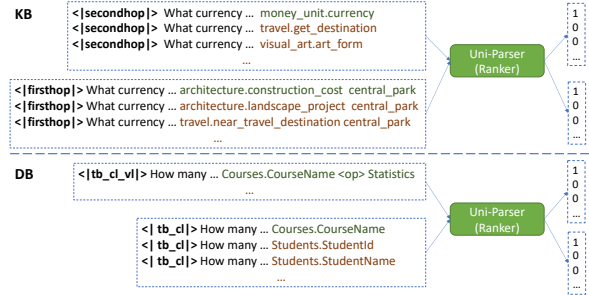 KB
<|secondhop|> What currency ... money_unit.currency
<|secondhop|> What currency ... travel.get_destination
<|secondhop|> What currency ... visual_art.art_form
...
Uni-Parser
(Ranker)
1
0
0
...
<|firsthop|> What currency ... architecture.construction_cost central_park
<|firsthop|> What currency ... architecture.landscape_project central_park
<|firsthop|> What currency ... travel.near_travel_destination central_park
...
1
0
0
...
DB
<|tb_cl_vl|> How many ... Courses.CourseName <op> Statistics
...
Uni-Parser
(Ranker)
1
0
0
...
<| tb_cl|> How many ... Courses.CourseName
<| tb_cl|> How many ... Students.StudentId
<| tb_cl|> How many ... Students.StudentName
...
1
0
0
...